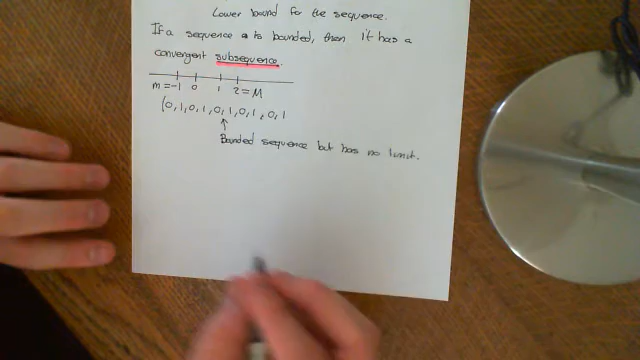 Lower bound for the sequence.
If a sequence is bounded, then it has a
convergent subsequence.
m = -1 0 1 2 = M
(0, 1, 0, 1, 0, 1, 0, 1, 0, 1
Bounded sequence but has no limit.